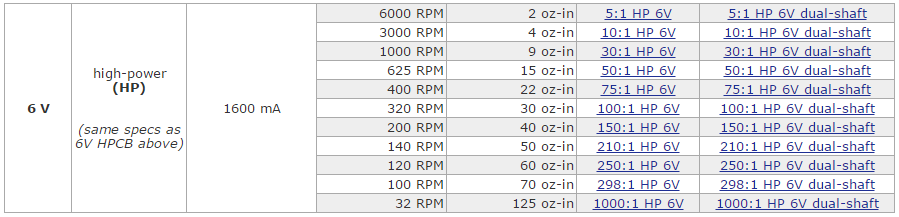 6000 RPM 2 oz-in 5:1 HP 6V 5:1 HP 6V dual-shaft
3000 RPM 4 oz-in 10:1 HP 6V 10:1 HP 6V dual-shaft
1000 RPM 9 oz-in 30:1 HP 6V 30:1 HP 6V dual-shaft
625 RPM 15 oz-in 50:1 HP 6V 50:1 HP 6V dual-shaft
400 RPM 22 oz-in 75:1 HP 6V 75:1 HP 6V dual-shaft
6 V high-power (HP) (same specs as 6V HPCB above) 1600 mA 320 RPM 30 oz-in 100:1 HP 6V 100:1 HP 6V dual-shaft
200 RPM 40 oz-in 150:1 HP 6V 150:1 HP 6V dual-shaft
140 RPM 50 oz-in 210:1 HP 6V 210:1 HP 6V dual-shaft
120 RPM 60 oz-in 250:1 HP 6V 250:1 HP 6V dual-shaft
100 RPM 70 oz-in 298:1 HP 6V 298:1 HP 6V dual-shaft
32 RPM 125 oz-in 1000:1 HP 6V 1000:1 HP 6V dual-shaft